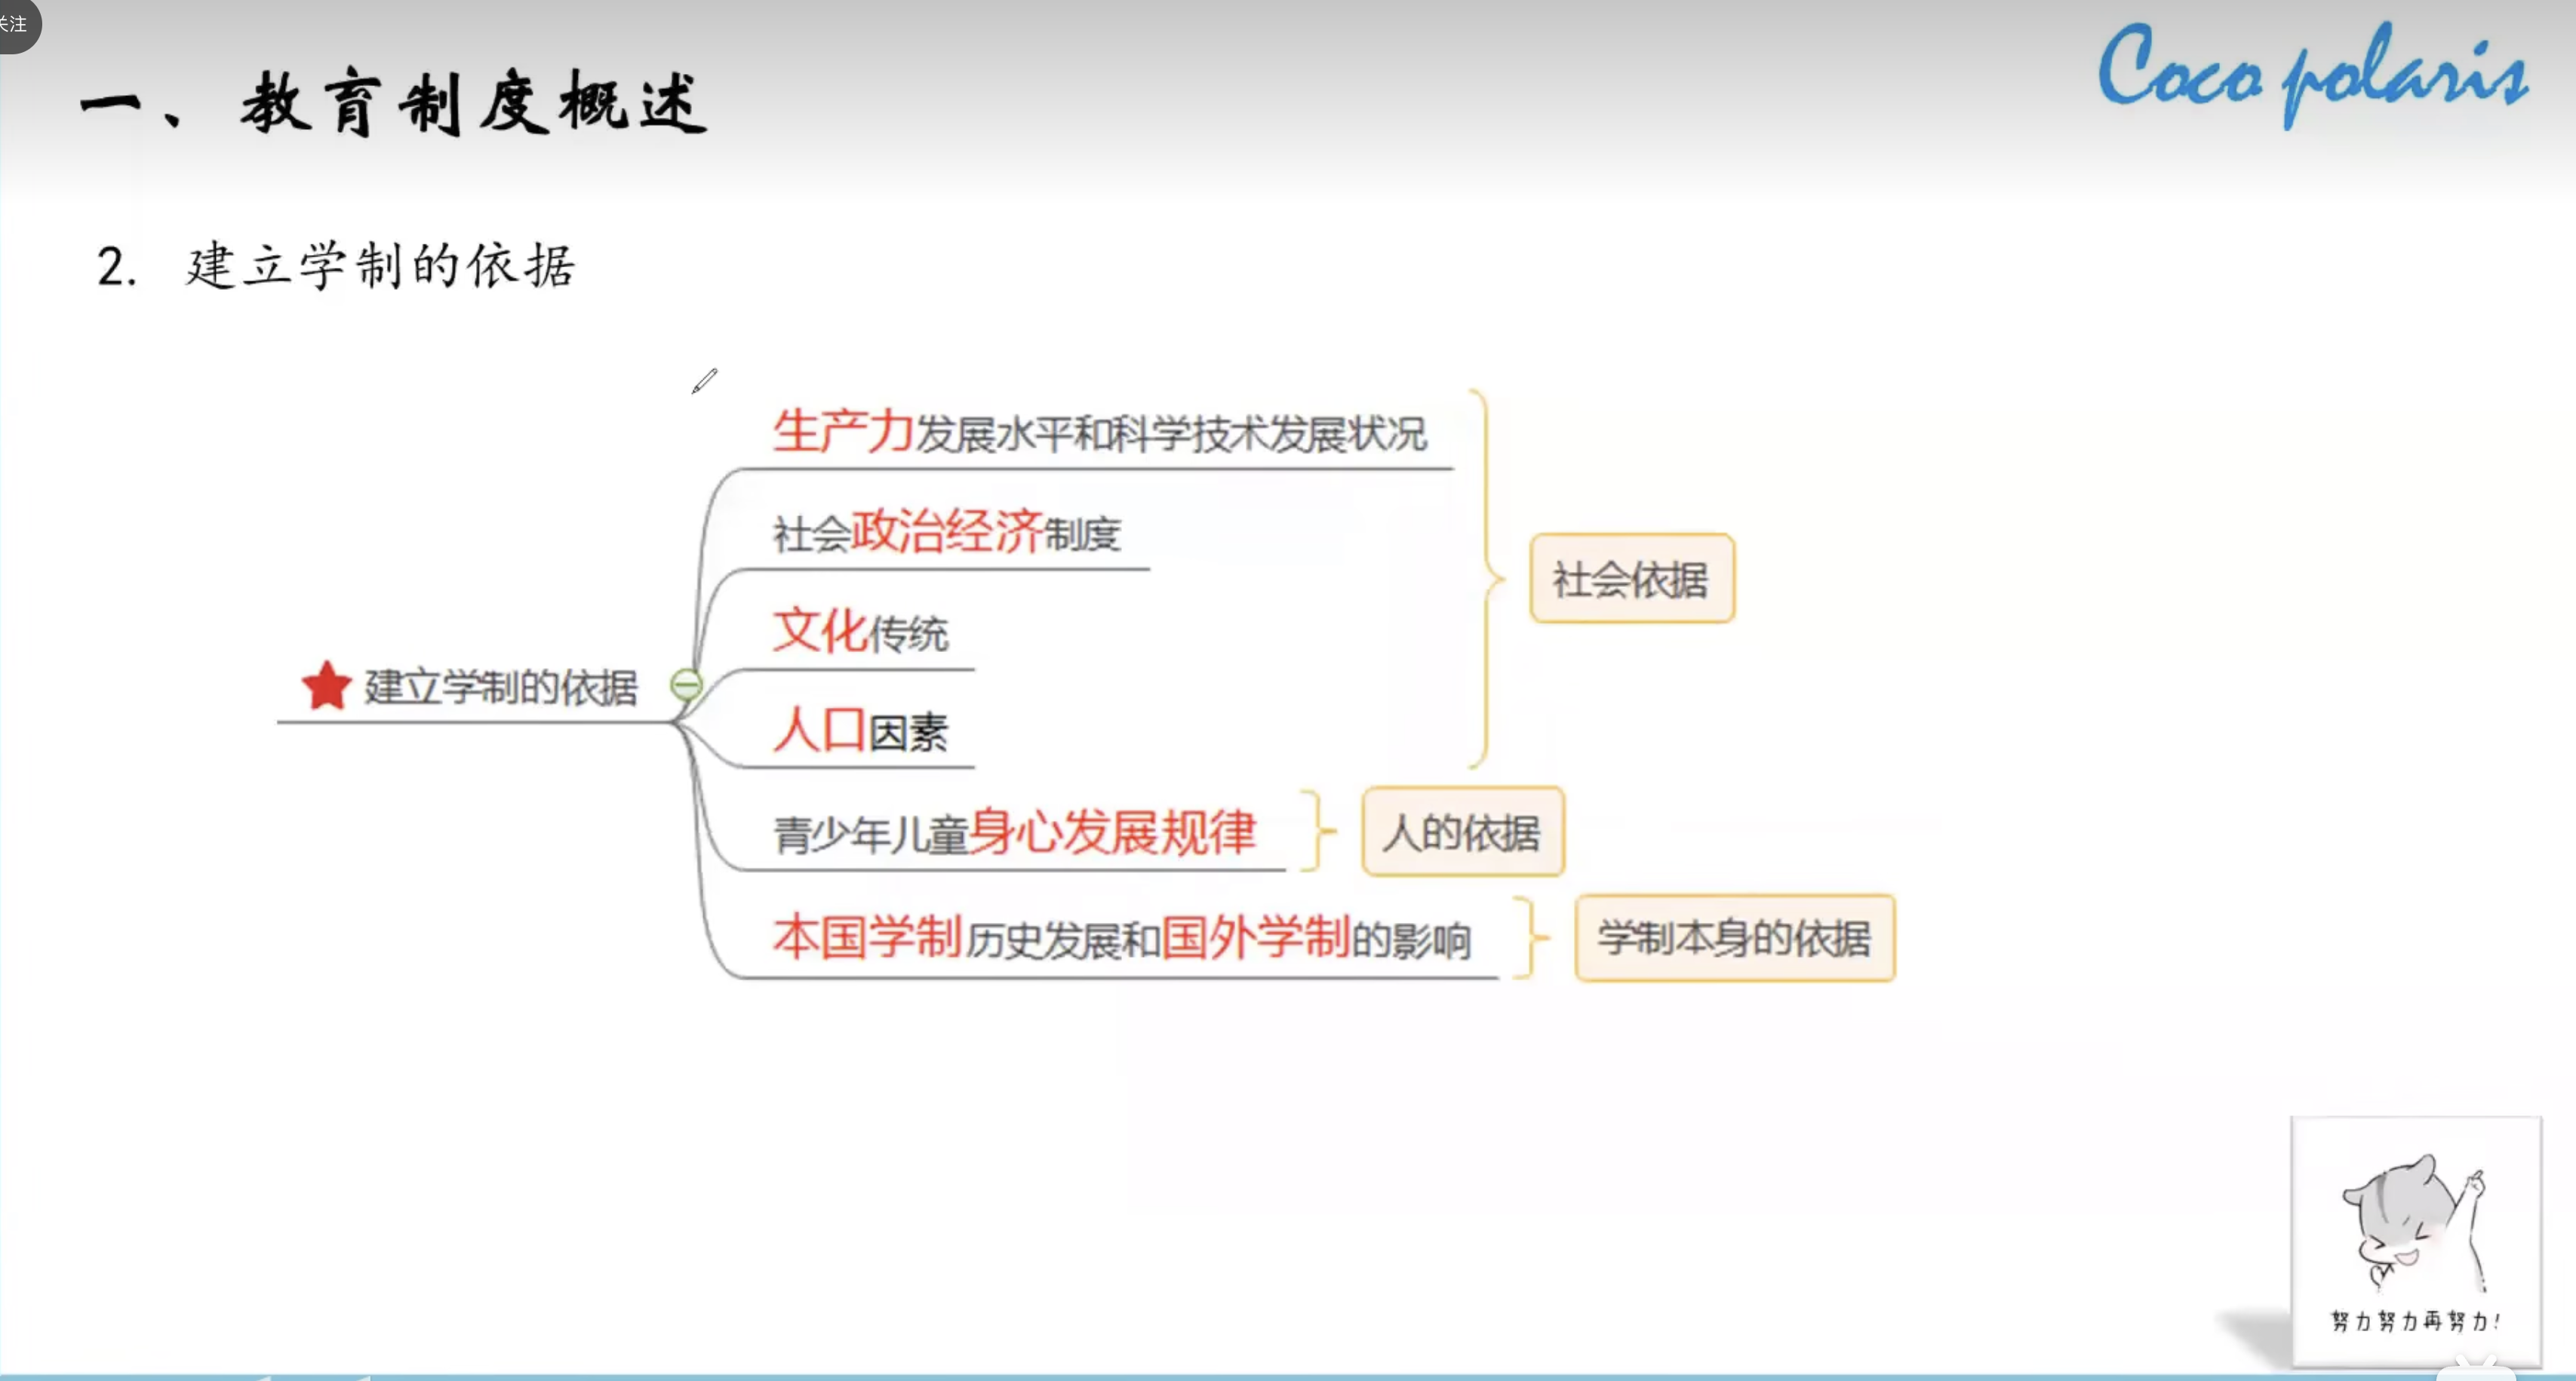 关注
一、教育制度概述
Coco polaris
2. 建立学制的依据
生产力发展水平和科学技术发展状况
社会政治经济制度
文化传统
人口因素
社会依据
建立学制的依据
青少年儿童身心发展规律
人的依据
本国学制历史发展和国外学制的影响
学制本身的依据
努力努力再努力!